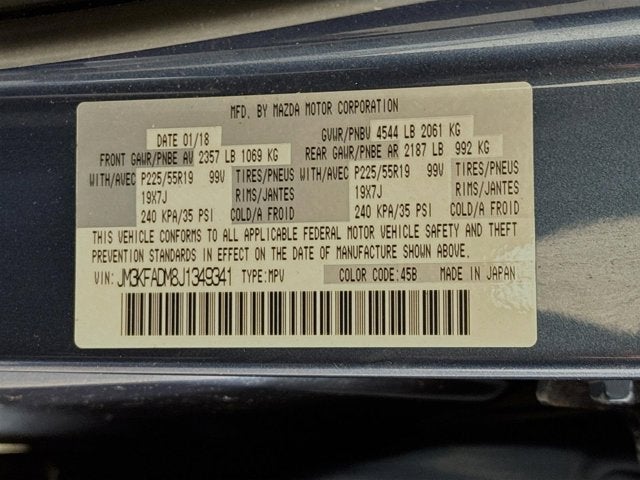 MFD. BY MAZDA MOTOR CORPORATION
DATE 01/18 GVWR/PNBV 4544 LB 2061 KG
FRONT GAWR/PNBE AV 2357 LB 1069 KG REAR GAWR/PNBE AR 2187 LB 992 KG
WITH/AVEC P225/55R19 99V TIRES/PNEUS WITH/AVEC P225/55R19 99V TIRES/PNEUS
19X7J RIMS/JANTES 19X7J RIMS/JANTES
240 KPA/35 PSI COLD/A FROID 240 KPA/35 PSI COLD/A FROID
THIS VEHICLE CONFORMS TO ALL APPLICABLE FEDERAL MOTOR VEHICLE SAFETY AND THEFT
PREVENTION STANDARDS IN EFFECT ON THE DATE OF MANUFACTURE SHOWN ABOVE.
VIN: JM3KFADM8J1349341 TYPE:MPV COLOR CODE:45B MADE IN JAPAN